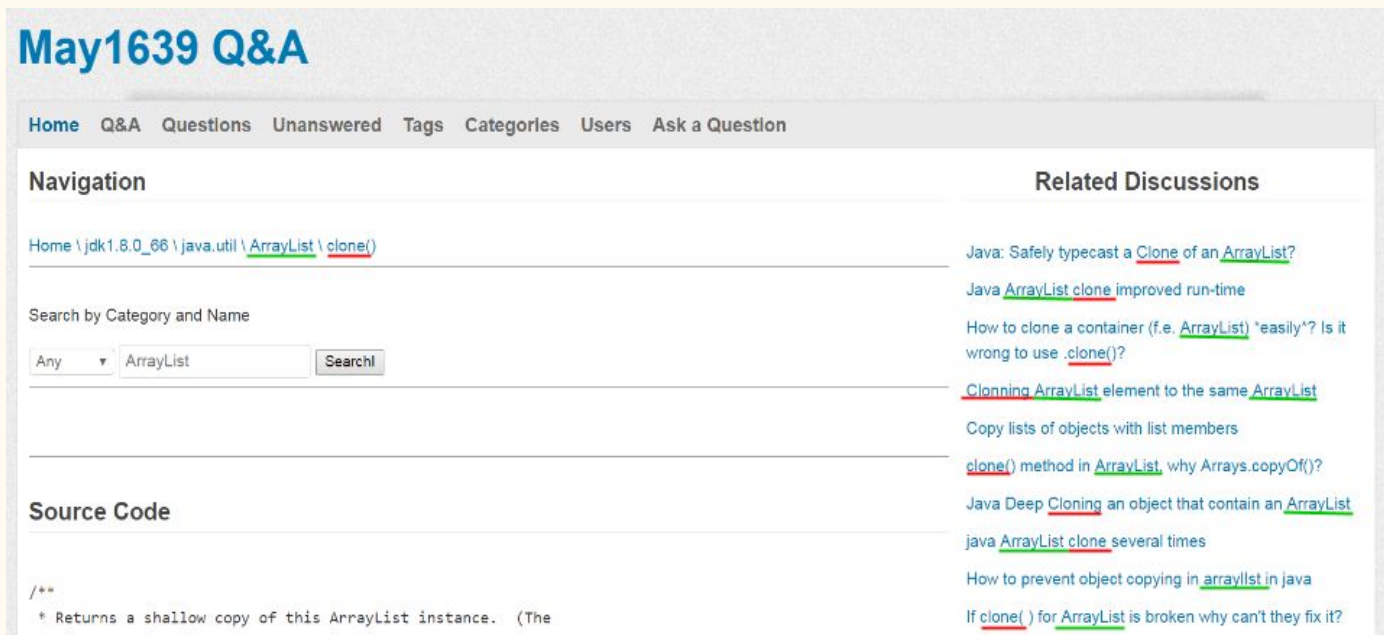 May1639 Q&A
Home Q&A Questions Unanswered Tags Categories Users Ask a Question
Navigation
Home \ jdk1.8.0_66 \ java.util \ ArrayList \ clone()
Search by Category and Name
Any ArrayList Search!
Source Code
/**
* Returns a shallow copy of this ArrayList instance. (The
Related Discussions
Java: Safely typecast a Clone of an ArrayList?
Java ArrayList clone improved run-time
How to clone a container (f.e. ArrayList) *easily*? Is it
wrong to use .clone()?
Clonning ArrayList element to the same ArrayList
Copy lists of objects with list members
clone() method in ArrayList, why Arrays.copyOf()?
Java Deep Cloning an object that contain an ArrayList
java ArrayList clone several times
How to prevent object copying in arraylist in java
If clone( ) for ArrayList is broken why can't they fix it?